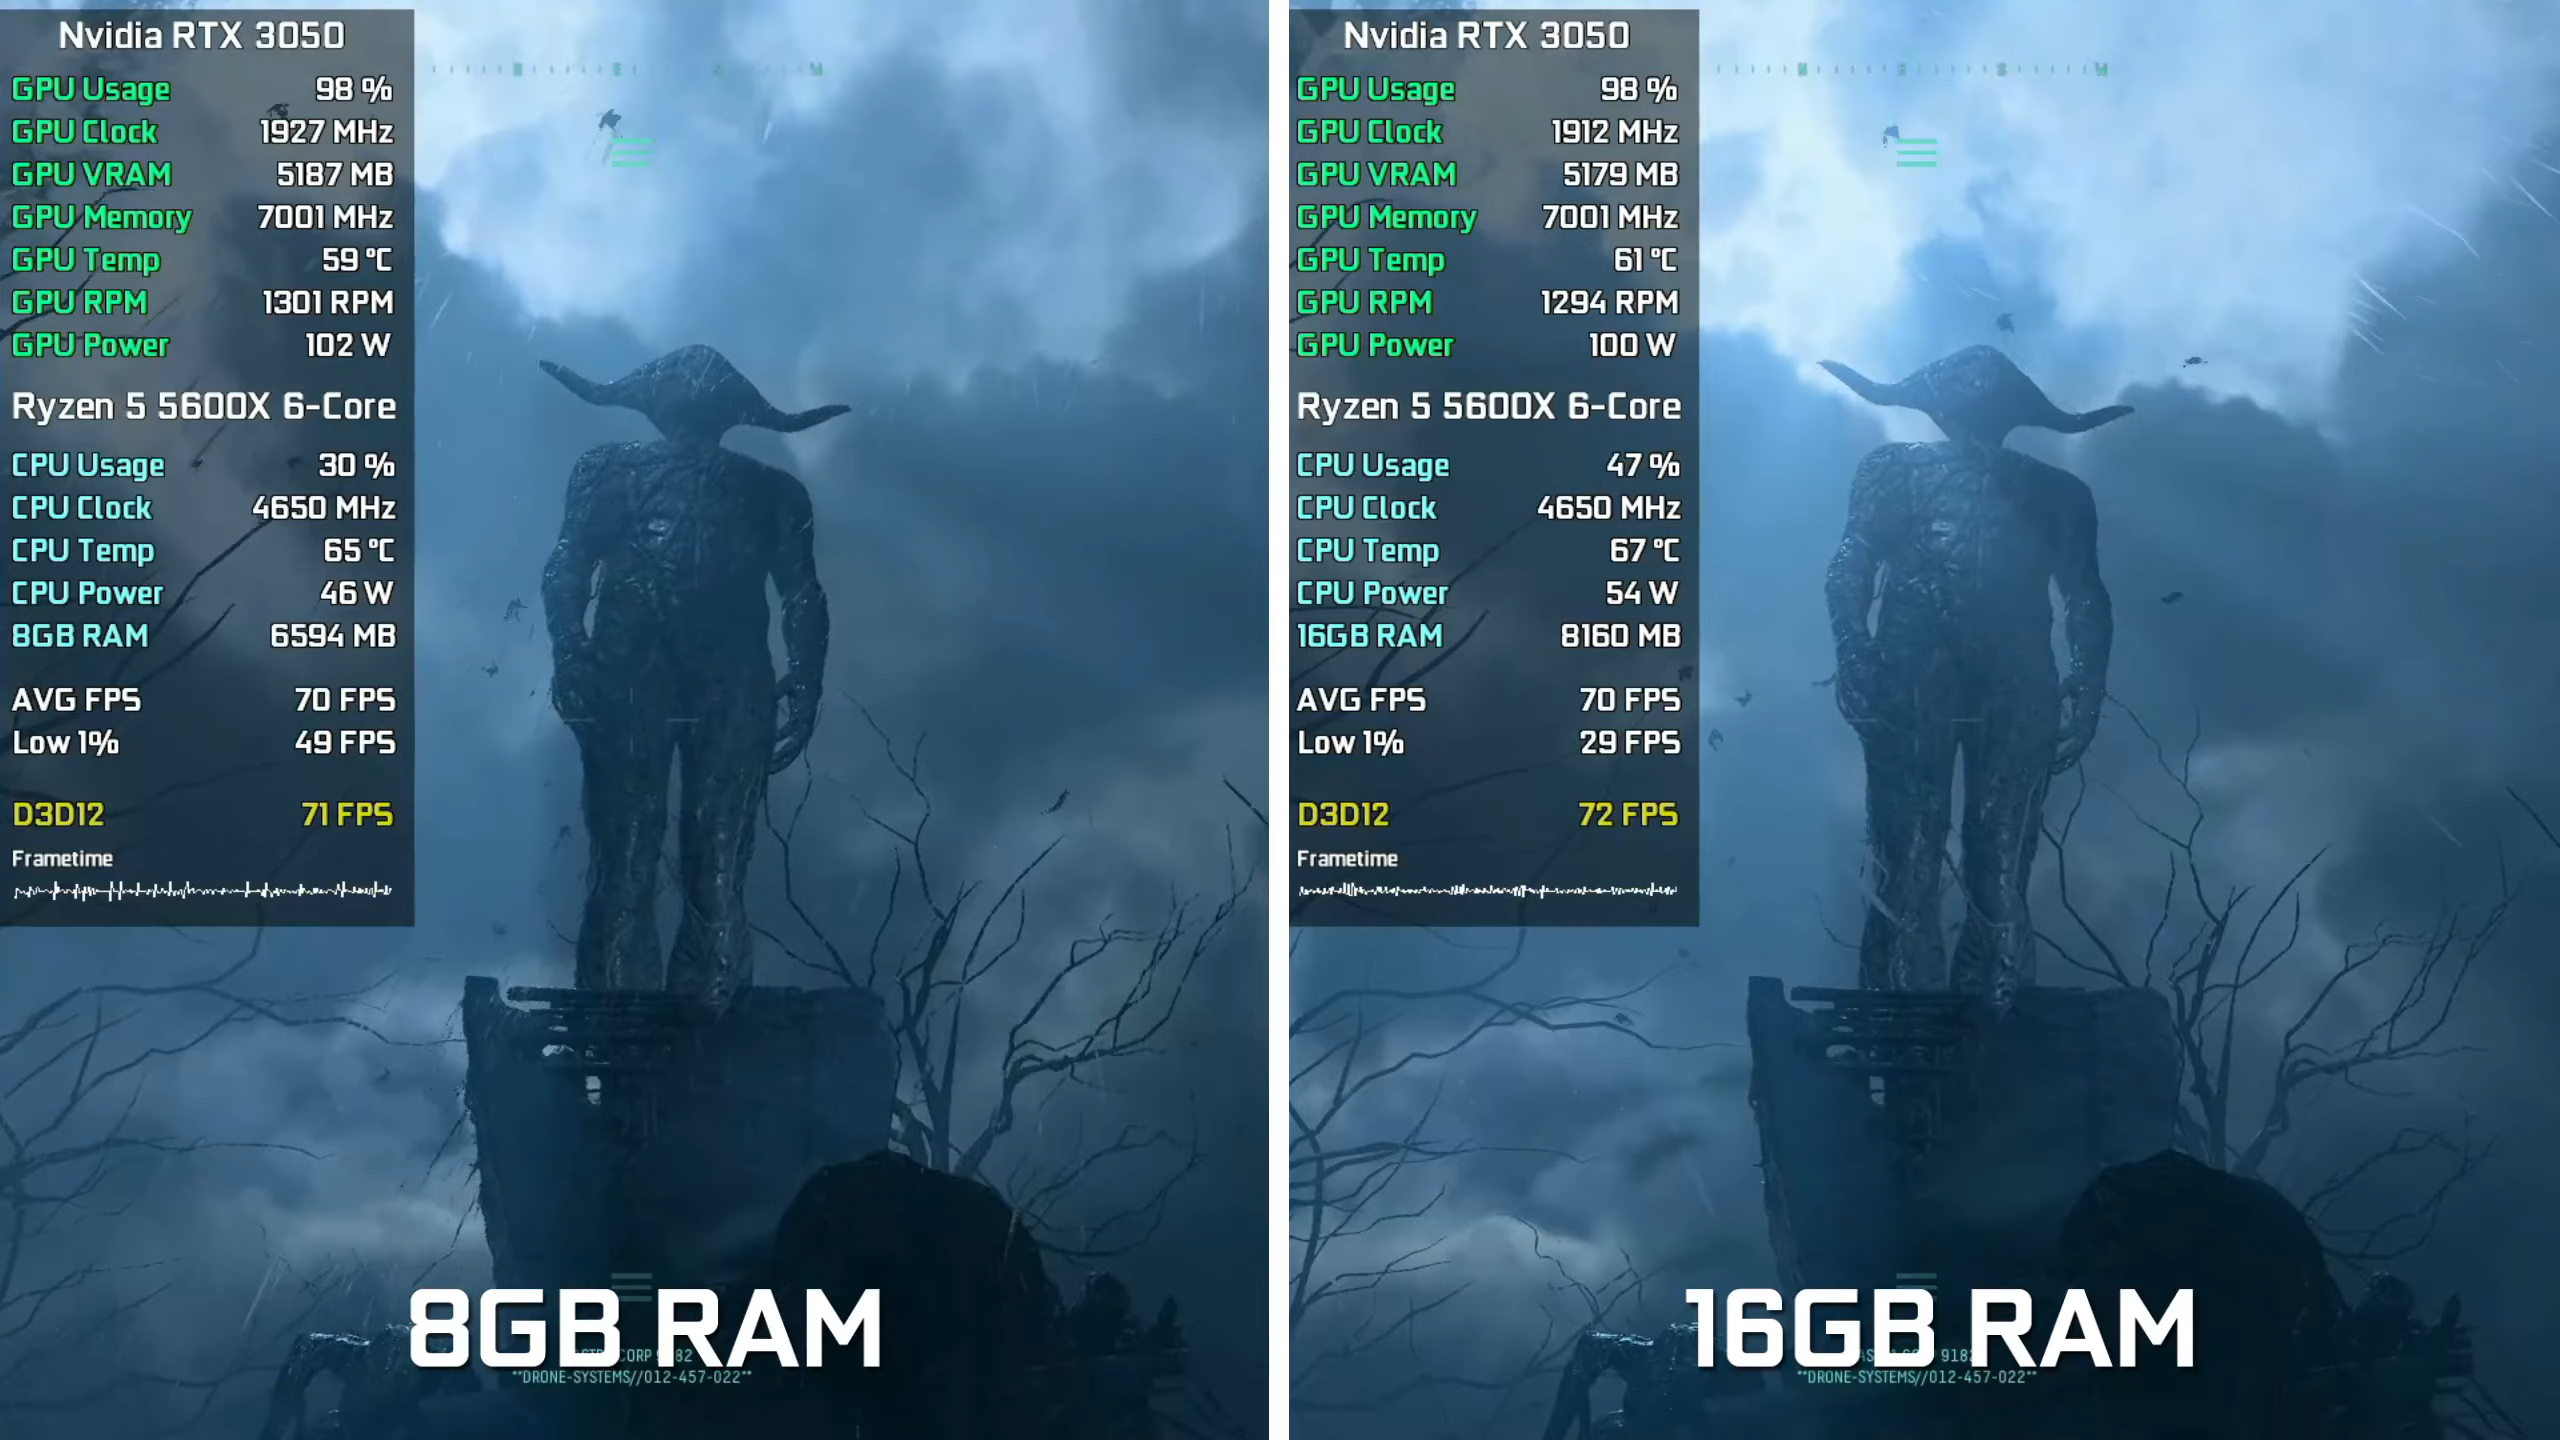 Nvidia RTX 3050
GPU Usage 98 %
GPU Clock 1927 MHz
GPU VRAM 5187 MB
GPU Memory 7001 MHz
GPU Temp 59 °C
GPU RPM 1301 RPM
GPU Power 102 W
Ryzen 5 5600X 6-Core
CPU Usage 30 %
CPU Clock 4650 MHz
CPU Temp 65 °C
CPU Power 46 W
8GB RAM 6594 MB
AVG FPS 70 FPS
Low 1% 49 FPS
D3D12 71 FPS
Frametime
8GB RAM
**DRONE-SYSTEMS//012-457-022**
Nvidia RTX 3050
GPU Usage 98 %
GPU Clock 1912 MHz
GPU VRAM 5179 MB
GPU Memory 7001 MHz
GPU Temp 61 °C
GPU RPM 1294 RPM
GPU Power 100 W
Ryzen 5 5600X 6-Core
CPU Usage 47 %
CPU Clock 4650 MHz
CPU Temp 67 °C
CPU Power 54 W
16GB RAM 8160 MB
AVG FPS 70 FPS
Low 1% 29 FPS
D3D12 72 FPS
Frametime
16GB RAM
**DRONE-SYSTEMS//012-457-022**